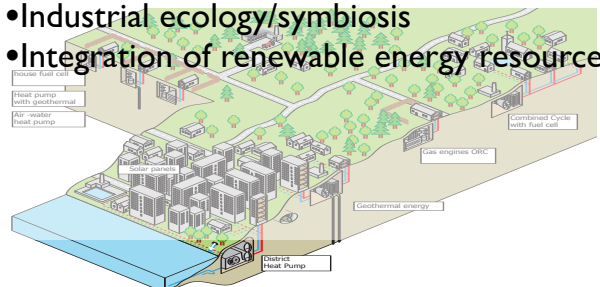 •Industrial ecology/symbiosis
•Integration of renewable energy resource
house fuel cell
Heat pump
with geothermal
Air -water
heat pump
Combined Cycle
with fuel cell
Gas engines ORC
Solar panels
Geothermal energy
District
Heat Pump